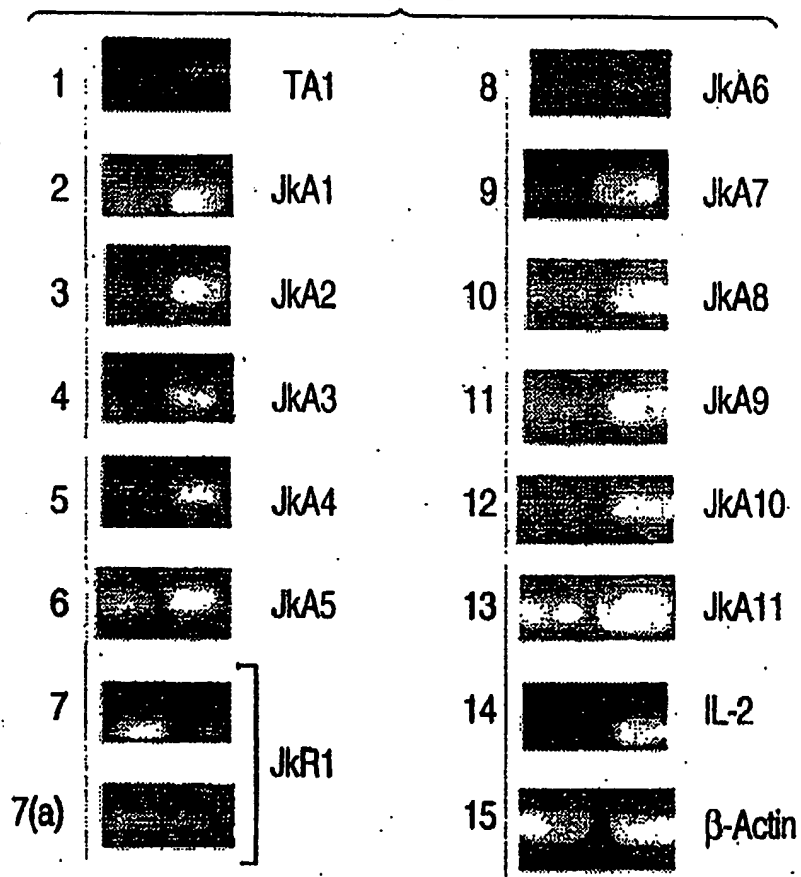 1 TA1
2 JkA1
3 JkA2
4 JkA3
5 JkA4
6 JkA5
7
JkR1
7(a)
8 JkA6
9 JkA7
10 JkA8
11 JkA9
12 JkA10
13 JkA11
14 IL-2
15 β-Actin